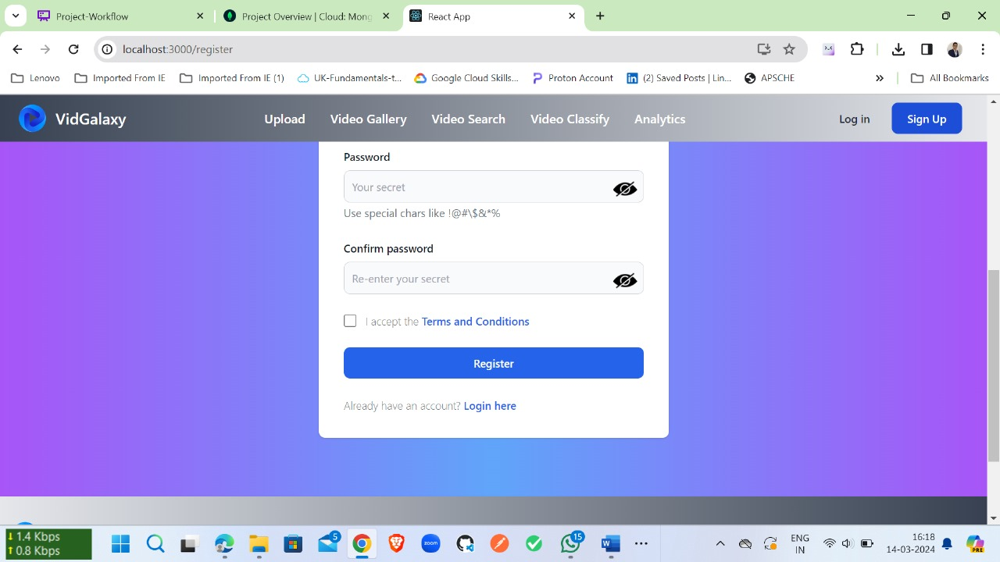 Project-Workflow
Project Overview | Cloud: Mong
React App
localhost:3000/register
Lenovo
Imported From IE
Imported From IE (1)
UK-Fundamentals-t...
Google Cloud Skills...
Proton Account
(2) Saved Posts | Lin...
APSCHE
All Bookmarks
VidGalaxy
Upload
Video Gallery
Video Search
Video Classify
Analytics
Log in
Sign Up
Password
Your secret
Use special chars like !@#\$&*%
Confirm password
Re-enter your secret
I accept the Terms and Conditions
Register
Already have an account? Login here
1.4 Kbps
0.8 Kbps
5
zoom
15
W
ENG
IN
16:18
14-03-2024
PRE